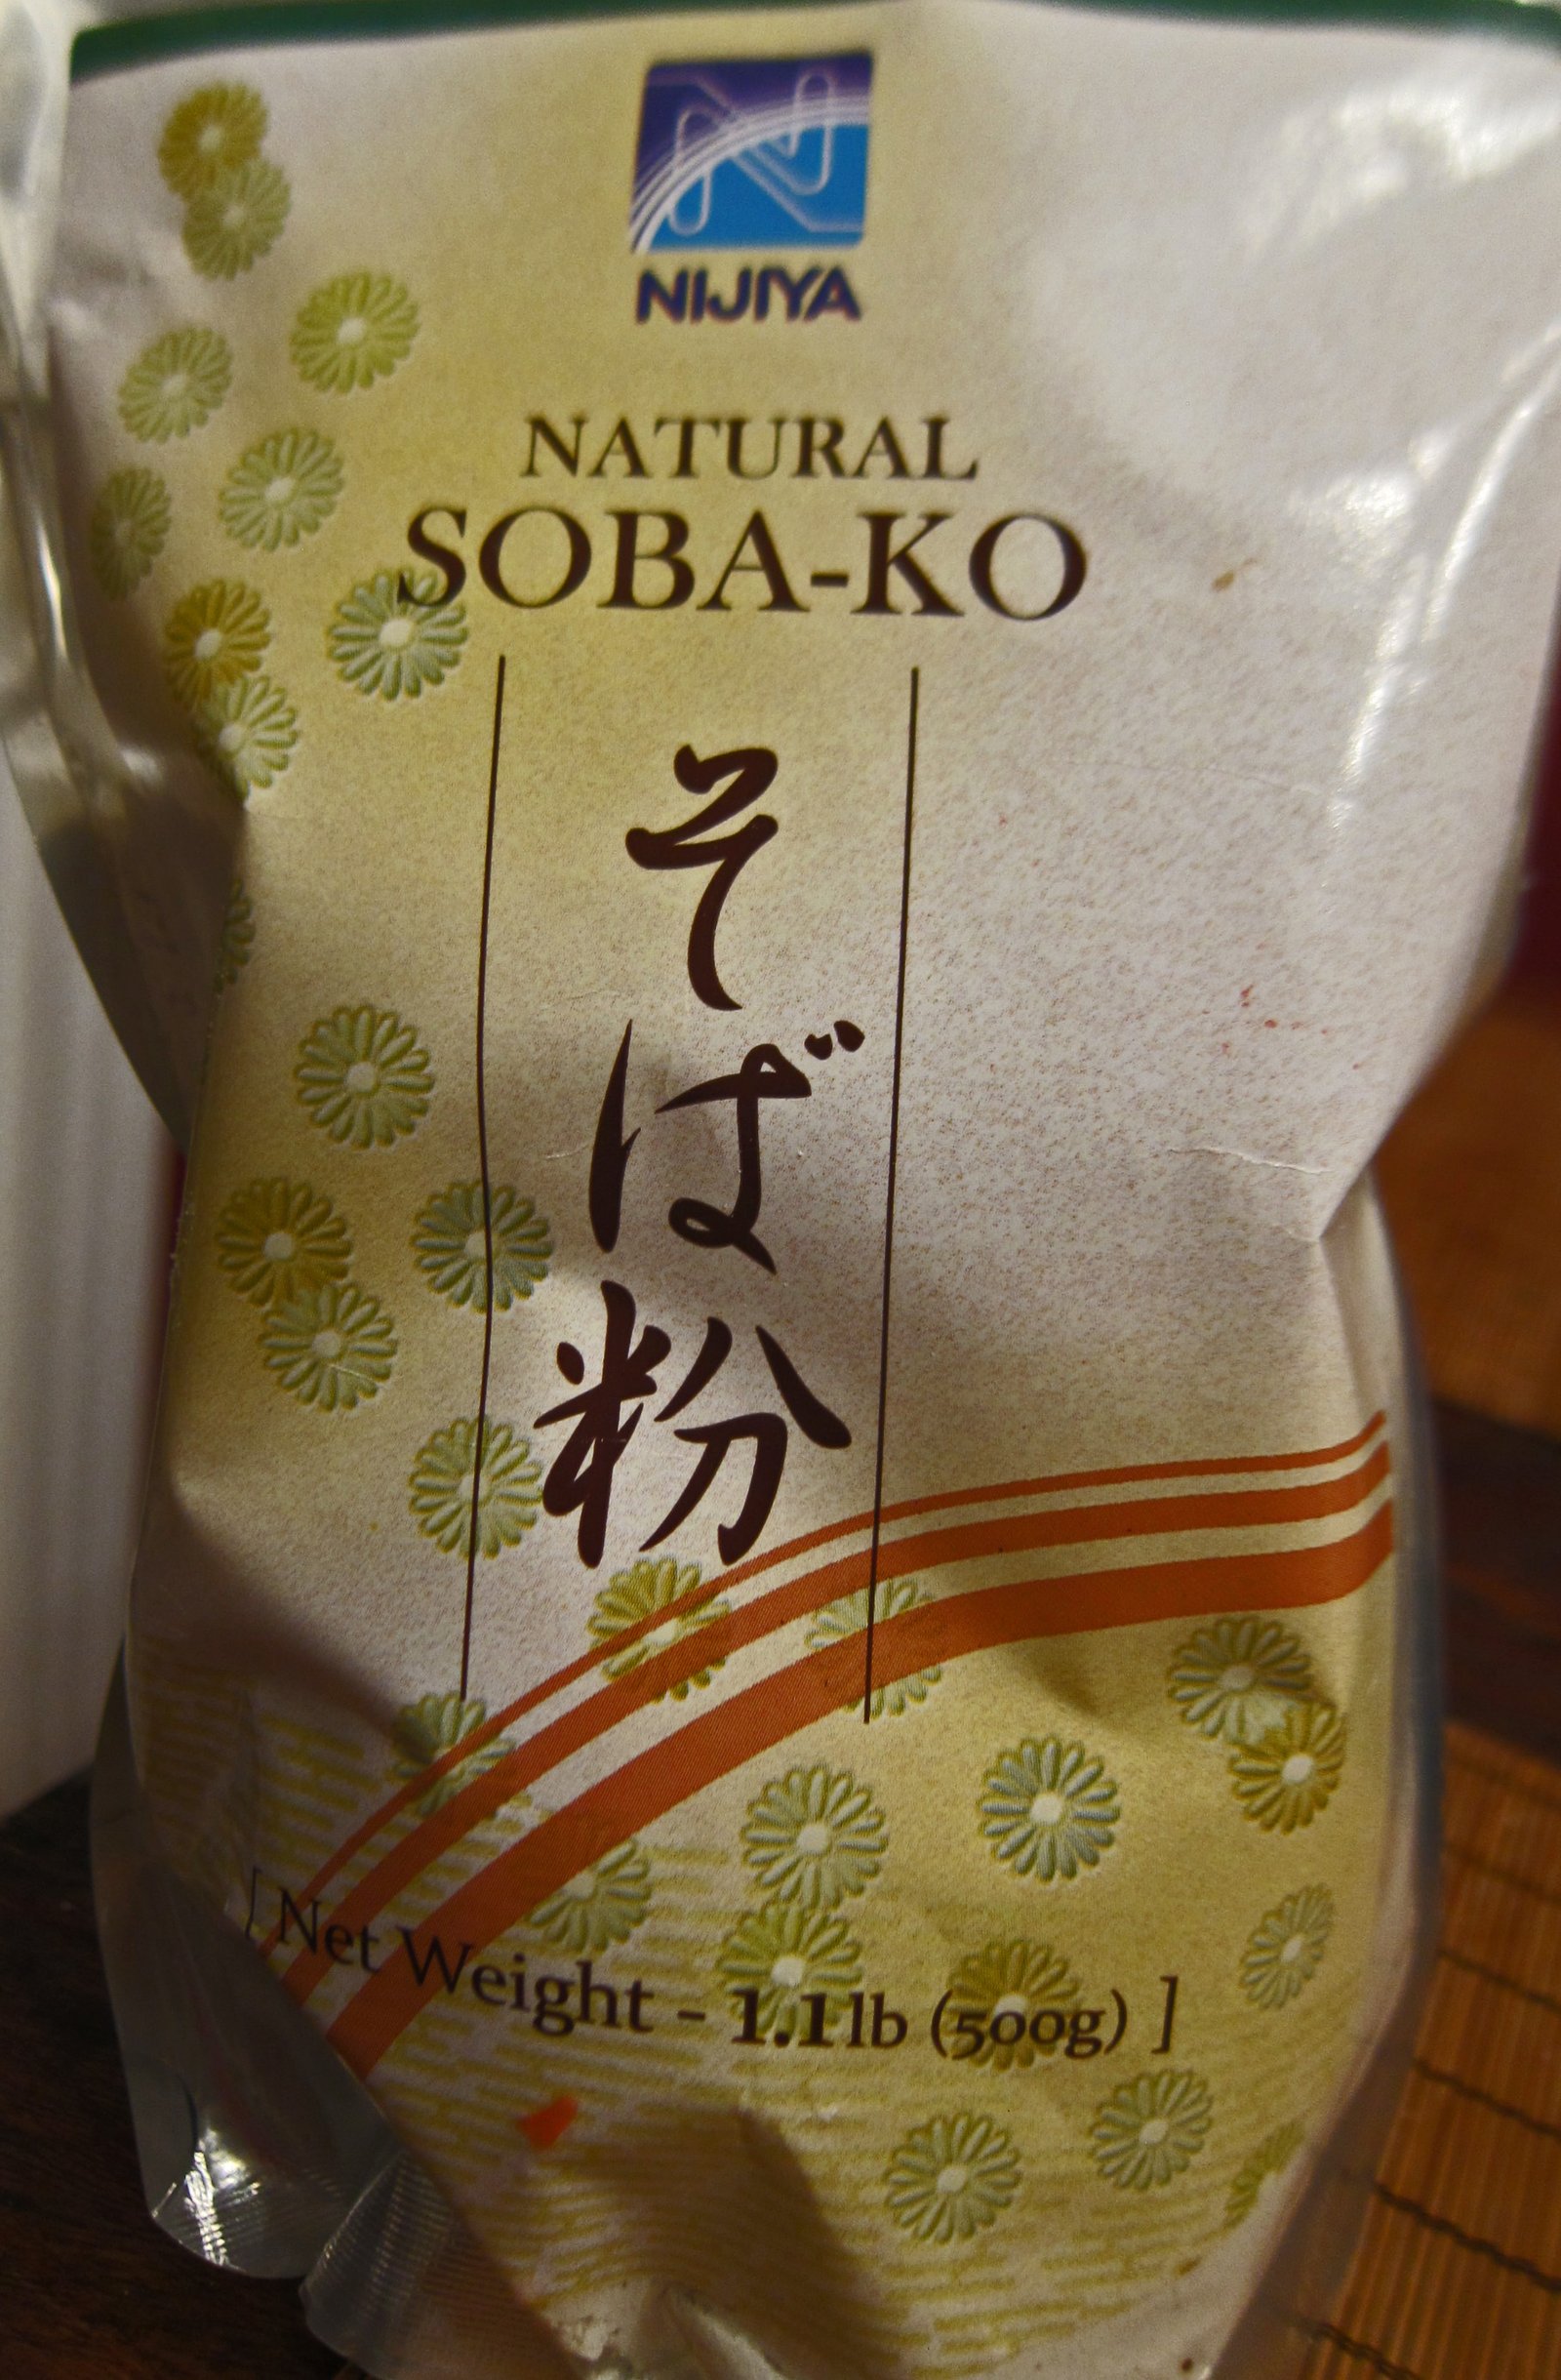 NIJIYA
NATURAL
SOBA-KO
そば粉
[ Net Weight - 1.1lb (500g) ]